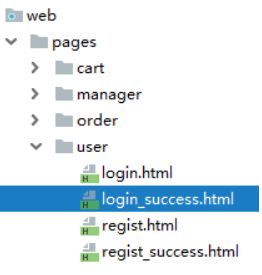 web
pages
cart
manager
order
user
login.html
login_success.html
regist.html
regist_success.html